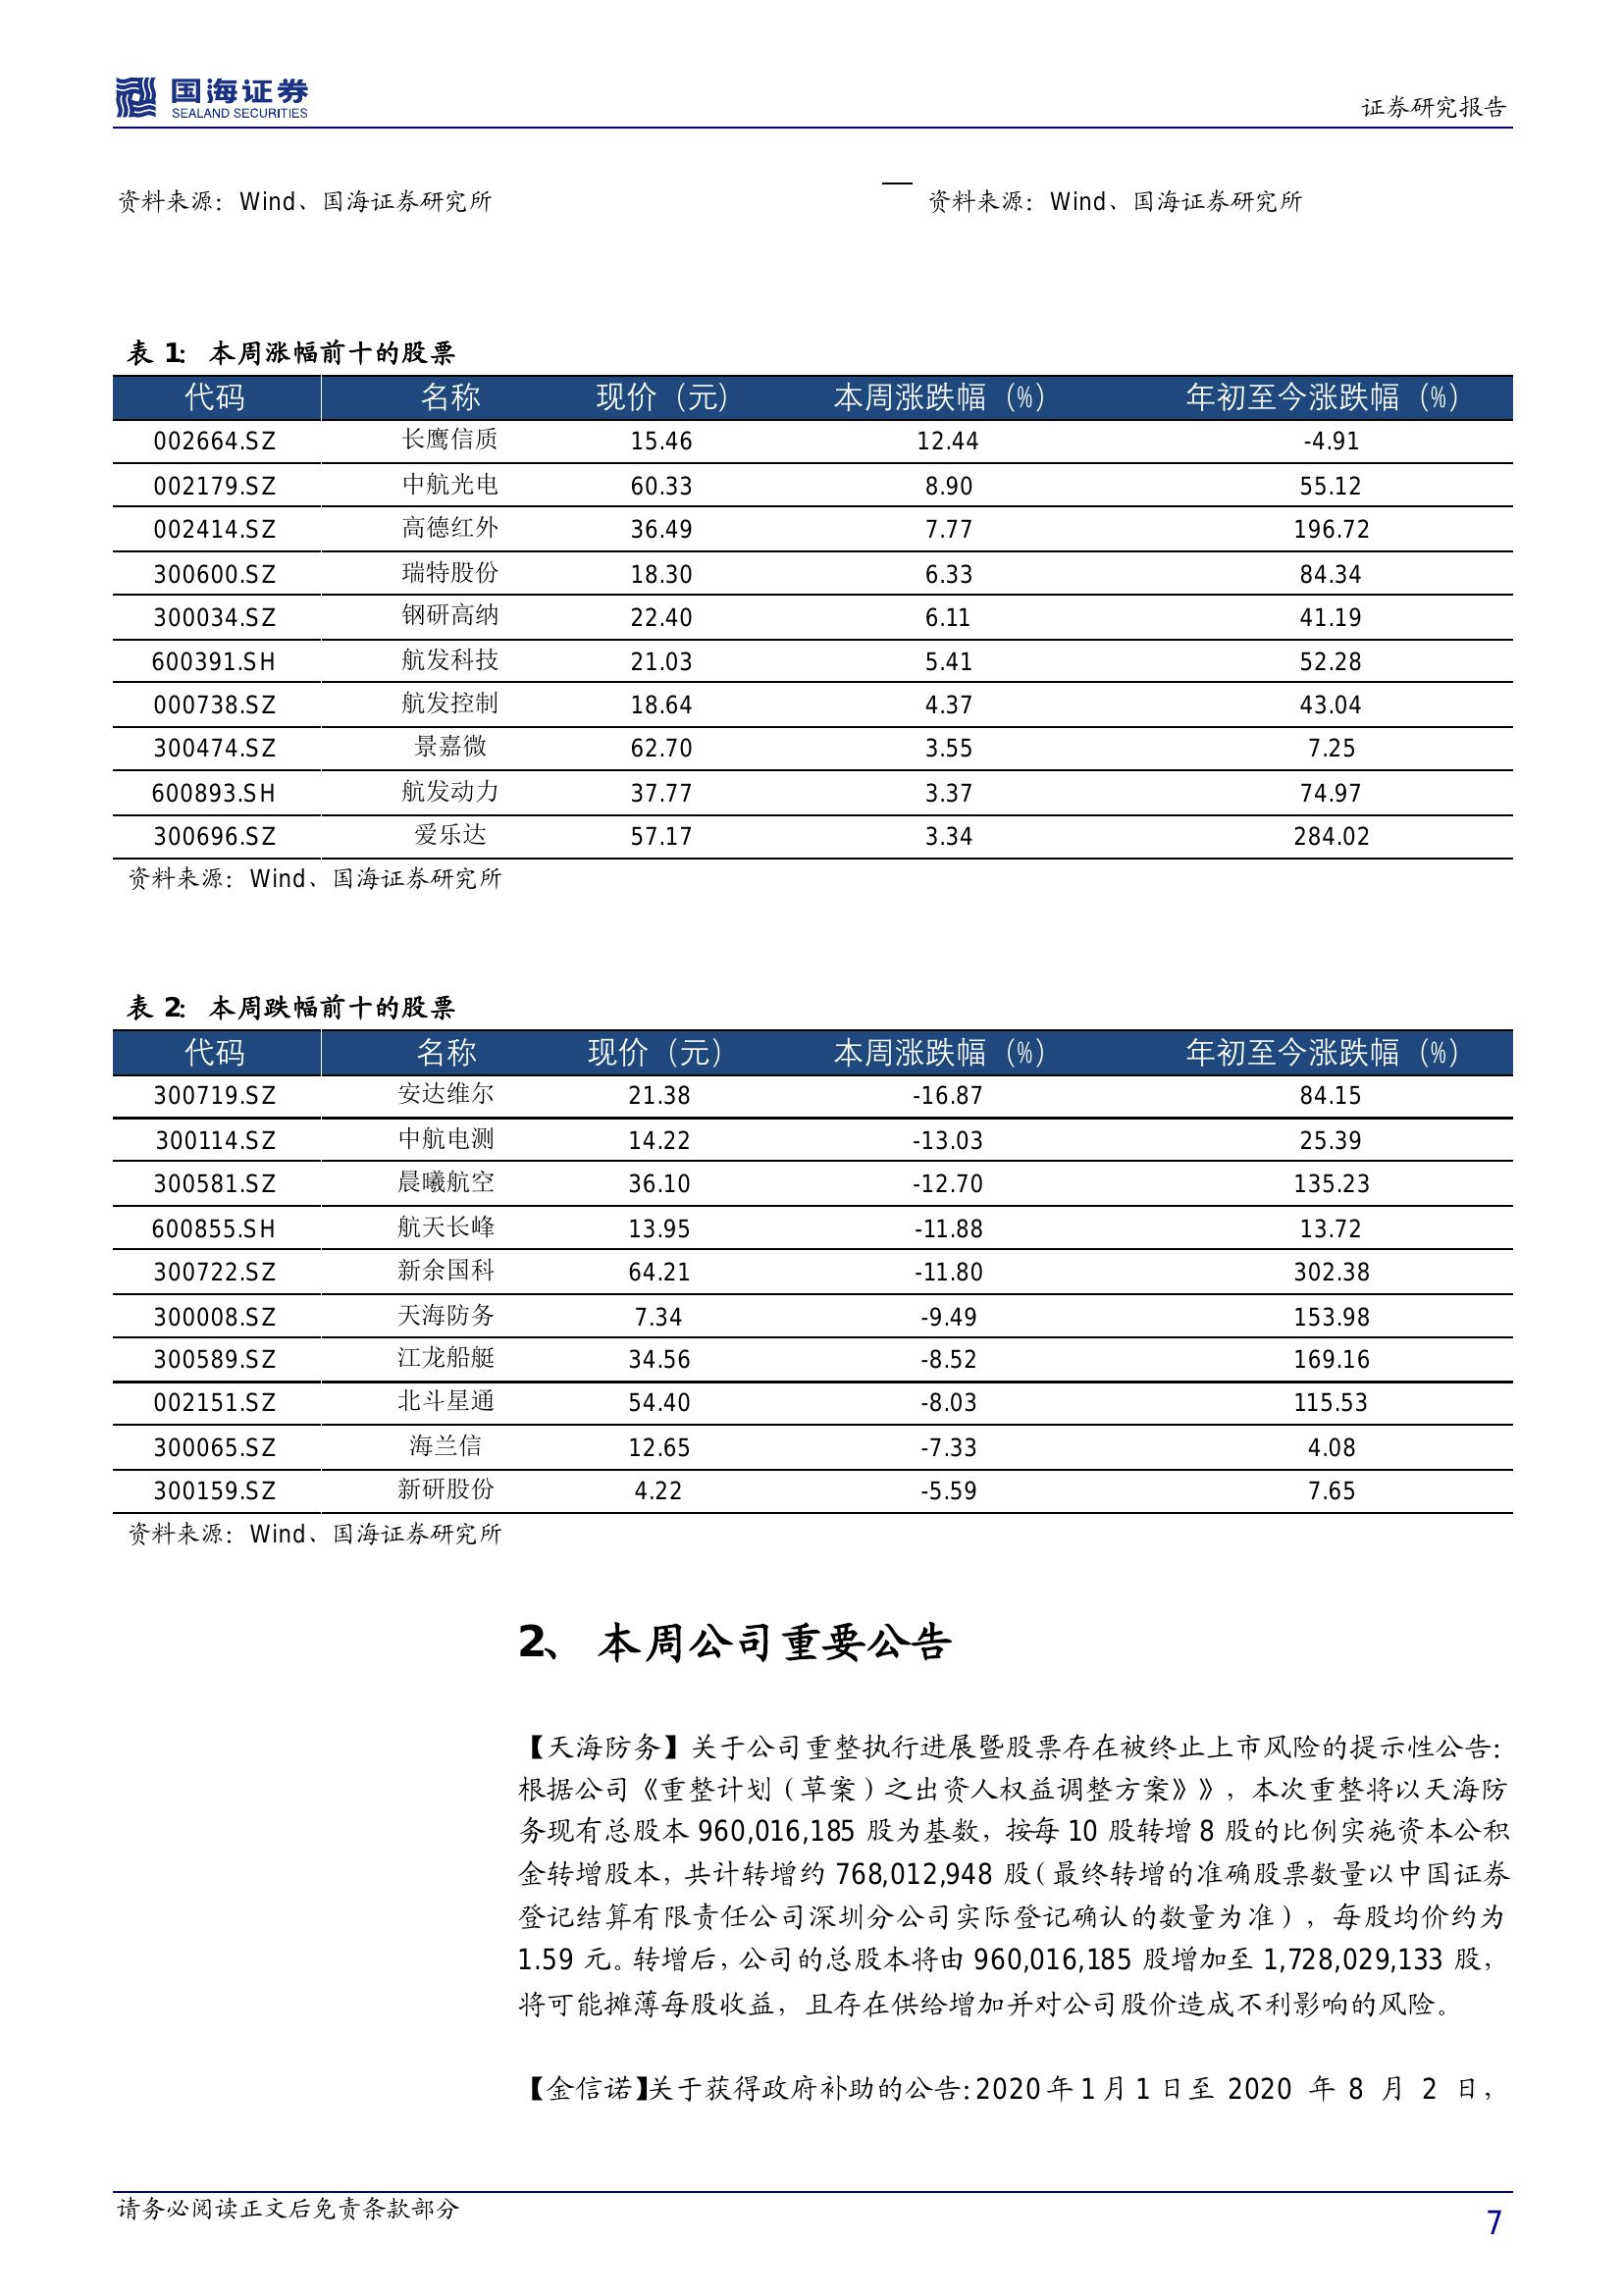 国海证券
SEALAND SECURITIES
证券研究报告
资料来源：Wind、国海证券研究所
资料来源：Wind、国海证券研究所
表 1： 本周涨幅前十的股票
代码 名称 现价（元） 本周涨跌幅（%） 年初至今涨跌幅（%）
002664.SZ 长鹰信质 15.46 12.44 -4.91
002179.SZ 中航光电 60.33 8.90 55.12
002414.SZ 高德红外 36.49 7.77 196.72
300600.SZ 瑞特股份 18.30 6.33 84.34
300034.SZ 钢研高纳 22.40 6.11 41.19
600391.SH 航发科技 21.03 5.41 52.28
000738.SZ 航发控制 18.64 4.37 43.04
300474.SZ 景嘉微 62.70 3.55 7.25
600893.SH 航发动力 37.77 3.37 74.97
300696.SZ 爱乐达 57.17 3.34 284.02
资料来源：Wind、国海证券研究所
表 2： 本周跌幅前十的股票
代码 名称 现价（元） 本周涨跌幅（%） 年初至今涨跌幅（%）
300719.SZ 安达维尔 21.38 -16.87 84.15
300114.SZ 中航电测 14.22 -13.03 25.39
300581.SZ 晨曦航空 36.10 -12.70 135.23
600855.SH 航天长峰 13.95 -11.88 13.72
300722.SZ 新余国科 64.21 -11.80 302.38
300008.SZ 天海防务 7.34 -9.49 153.98
300589.SZ 江龙船艇 34.56 -8.52 169.16
002151.SZ 北斗星通 54.40 -8.03 115.53
300065.SZ 海兰信 12.65 -7.33 4.08
300159.SZ 新研股份 4.22 -5.59 7.65
资料来源：Wind、国海证券研究所
2、 本周公司重要公告
【天海防务】关于公司重整执行进展暨股票存在被终止上市风险的提示性公告：
根据公司《重整计划（草案）之出资人权益调整方案》》，本次重整将以天海防
务现有总股本 960,016,185 股为基数，按每 10 股转增 8 股的比例实施资本公积
金转增股本，共计转增约 768,012,948 股（最终转增的准确股票数量以中国证券
登记结算有限责任公司深圳分公司实际登记确认的数量为准），每股均价约为
1.59 元。转增后，公司的总股本将由 960,016,185 股增加至 1,728,029,133 股，
将可能摊薄每股收益，且存在供给增加并对公司股价造成不利影响的风险。
【金信诺】关于获得政府补助的公告：2020 年 1 月 1 日至 2020 年 8 月 2 日，
请务必阅读正文后免责条款部分
7